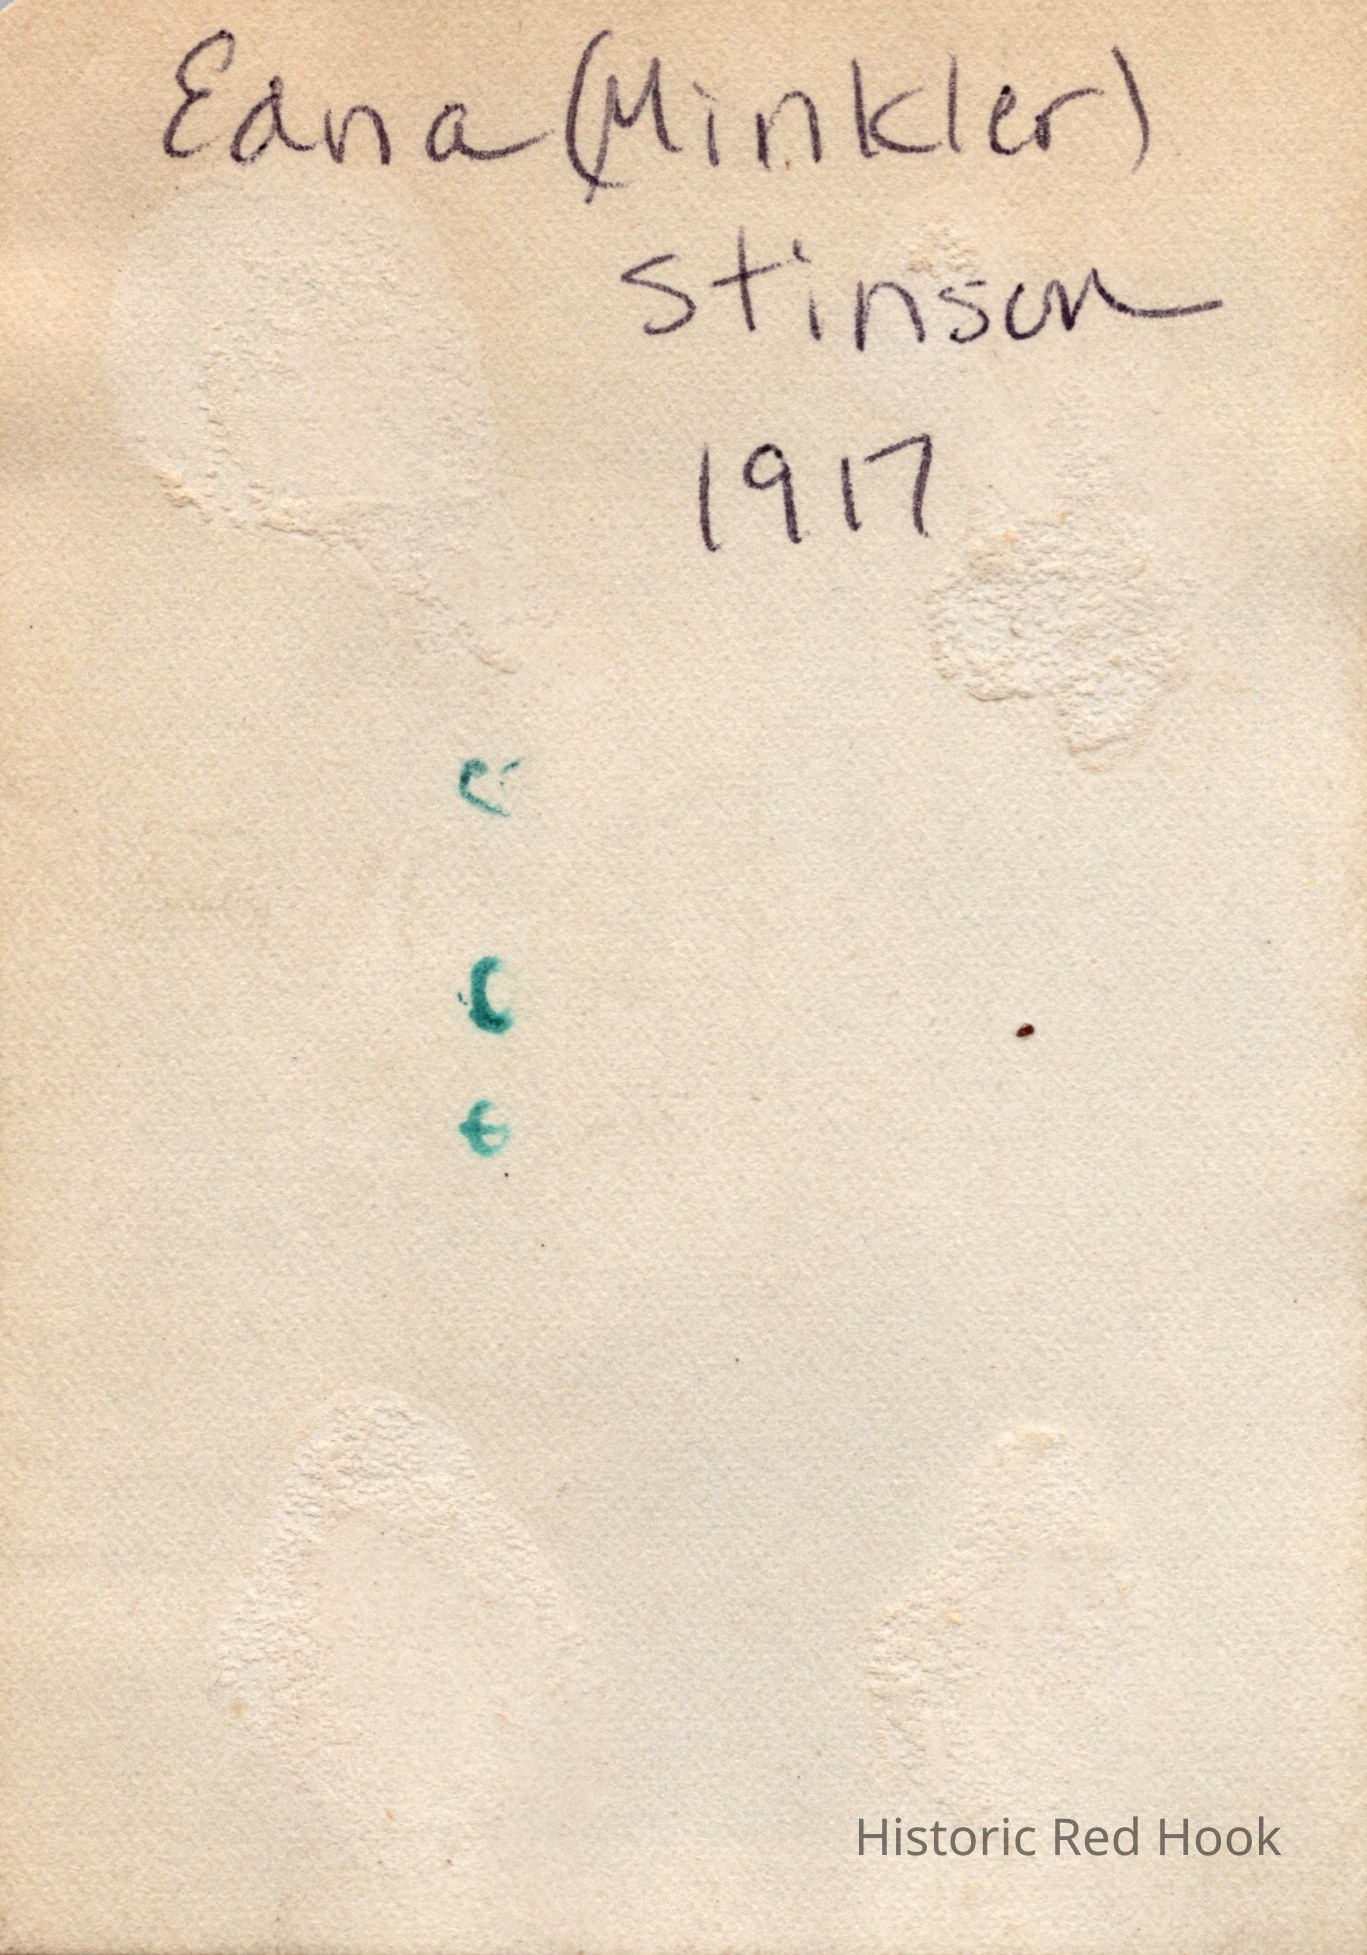 Edna (Minkler)
Stinson
1917
Historic Red Hook